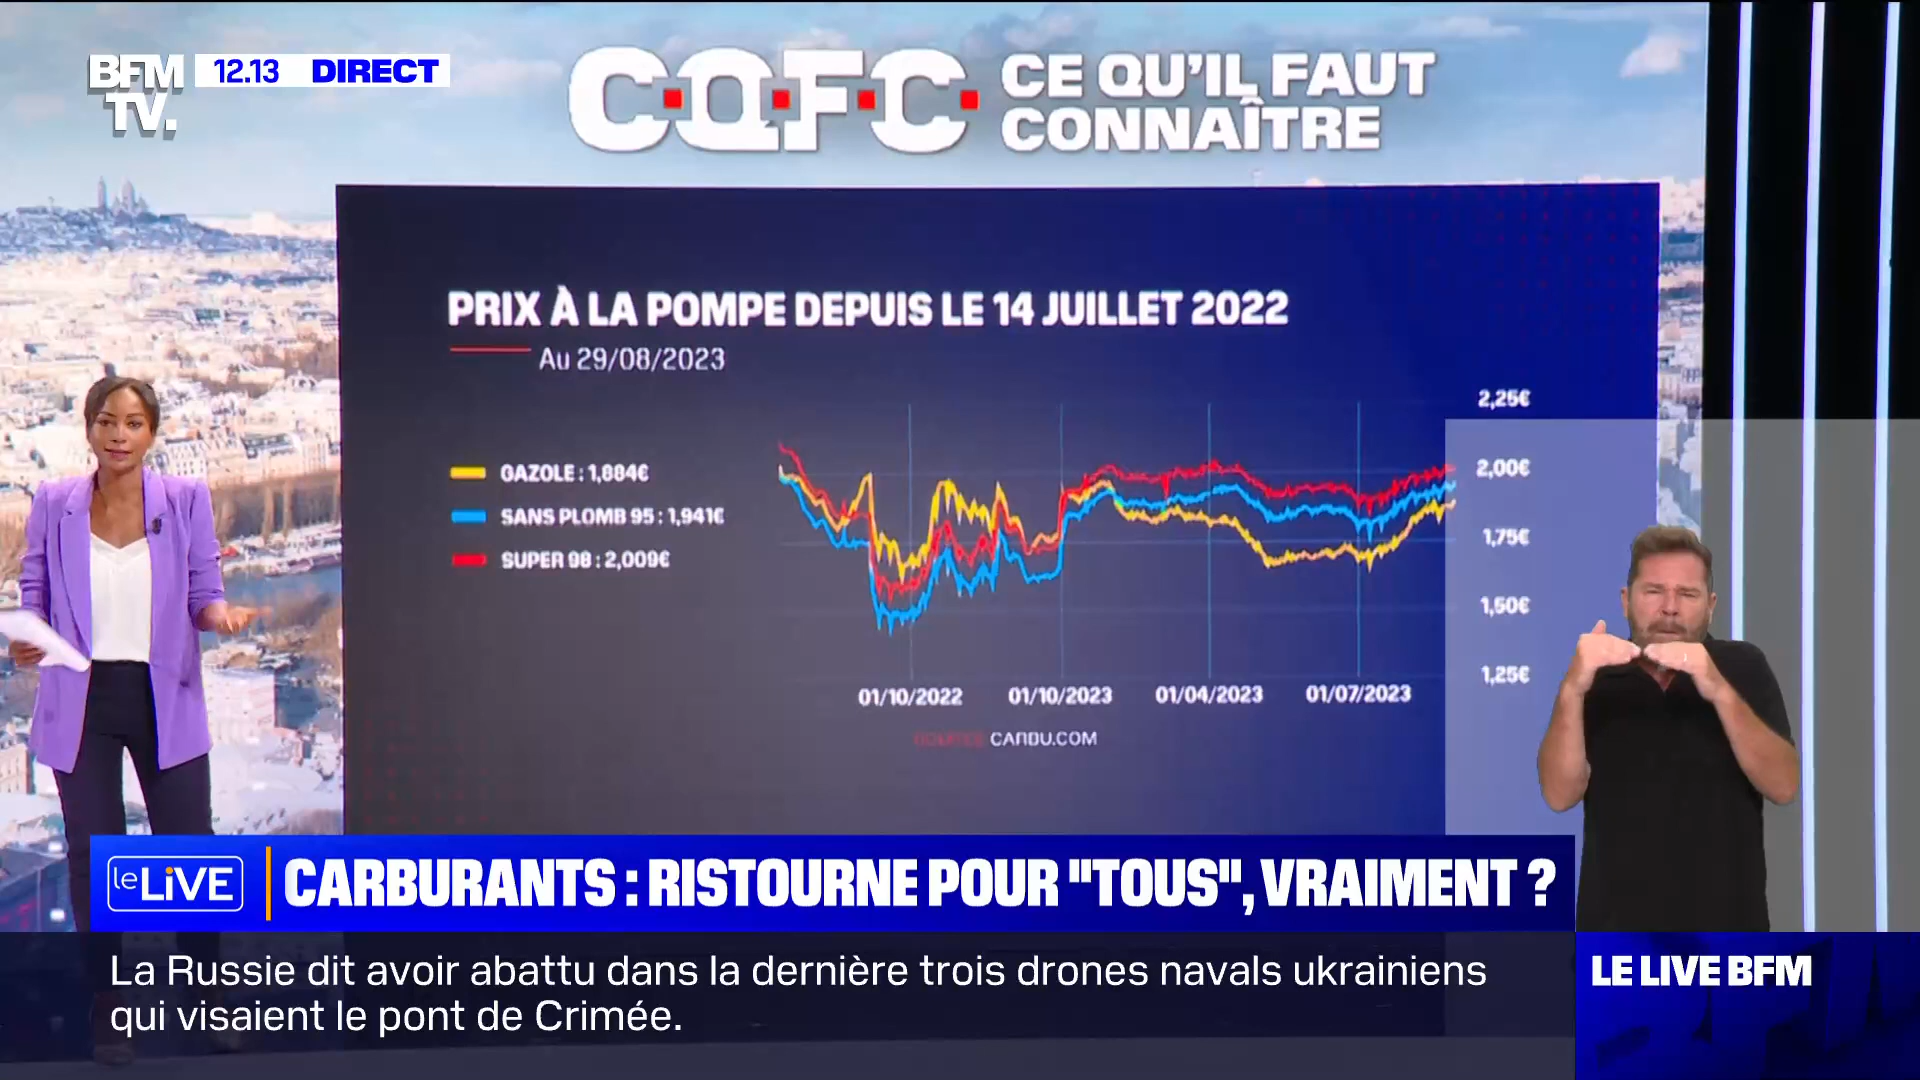 BFM
TV.
12.13 DIRECT
C.Q.F.C.
CE QU'IL FAUT
CONNAÎTRE
PRIX À LA POMPE DEPUIS LE 14 JUILLET 2022
Au 29/08/2023
GAZOLE : 1,884€
SANS PLOMB 95 : 1,941€
SUPER 98 : 2,009€
2,25€
2,00€
1,75€
1,50€
1,25€
01/10/2022
01/10/2023
01/04/2023
01/07/2023
SOURCE CARBU.COM
le LIVE
CARBURANTS : RISTOURNE POUR "TOUS", VRAIMENT ?
La Russie dit avoir abattu dans la dernière trois drones navals ukrainiens
qui visaient le pont de Crimée.
LE LIVE BFM